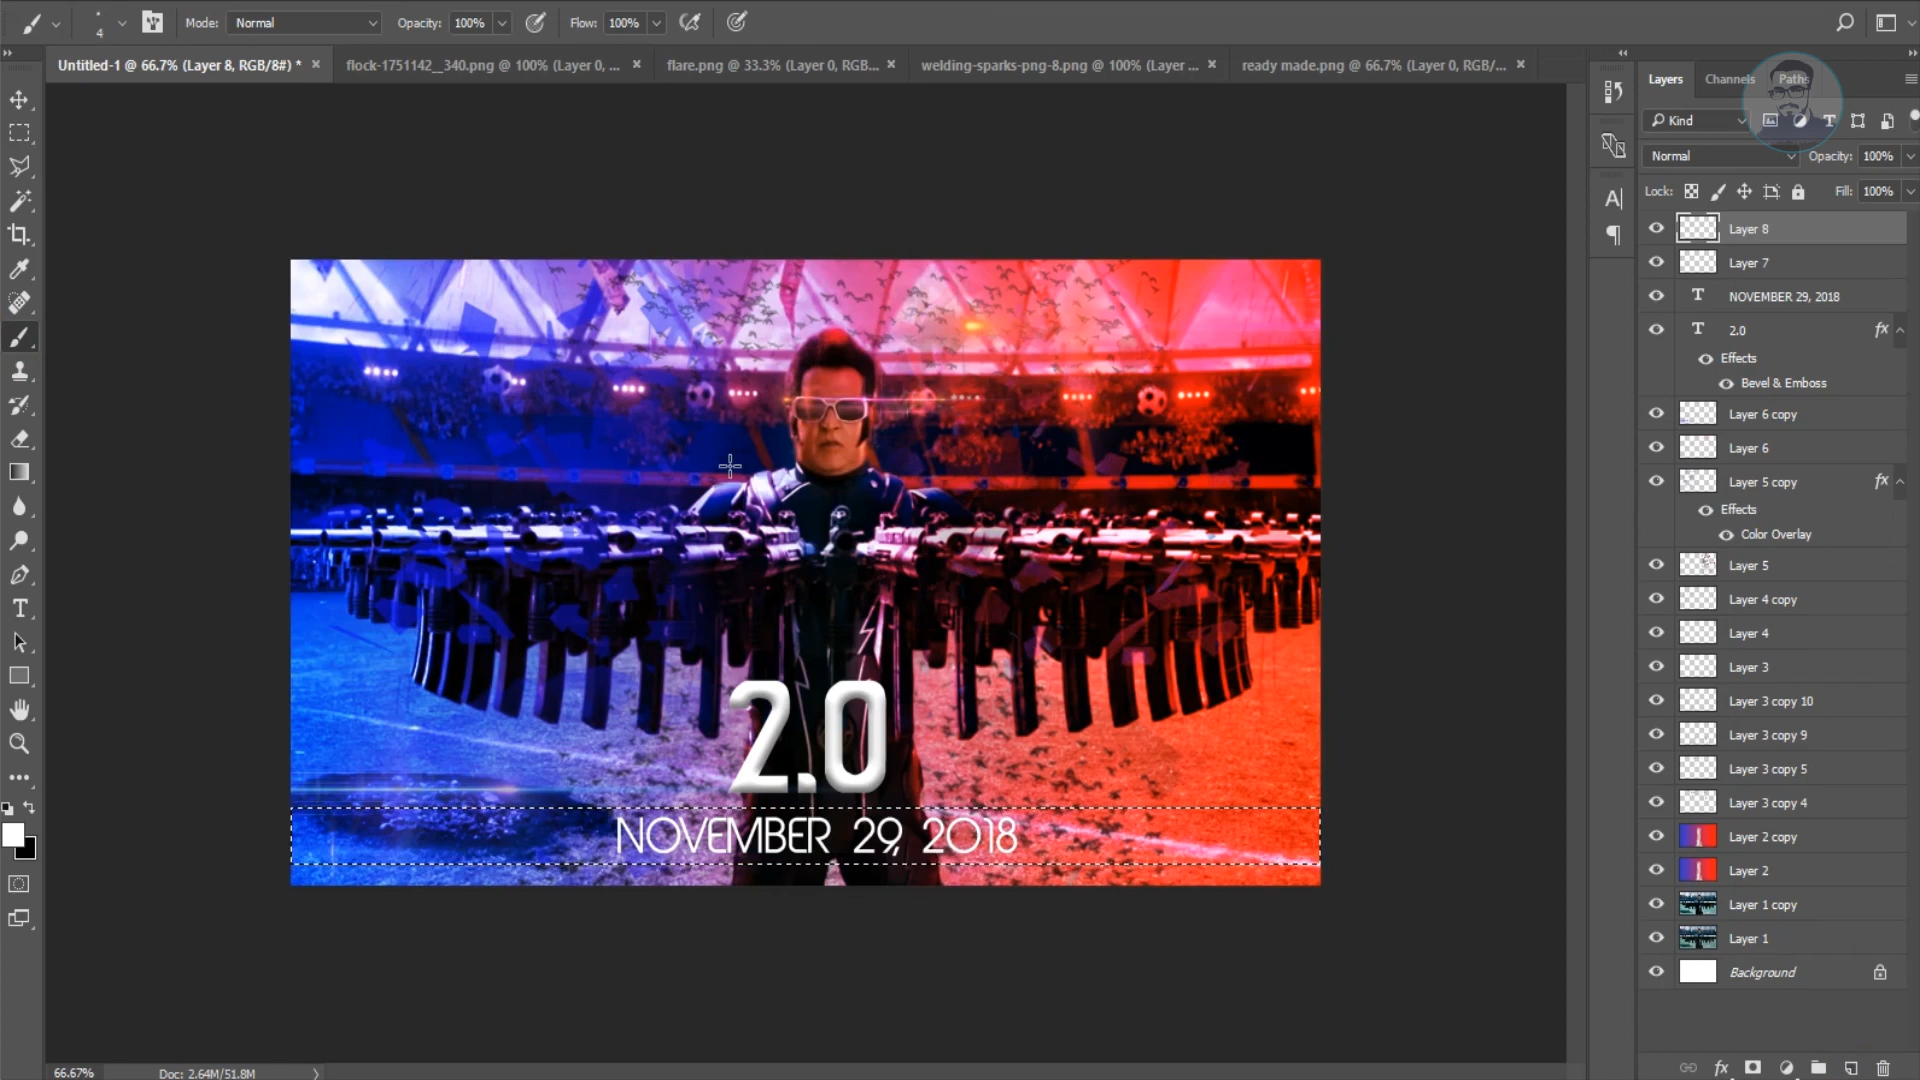 4 Mode: Normal Opacity: 100% Flow: 100%
Untitled-1 @ 66.7% (Layer 8, RGB/8#) *
flock-1751142__340.png @ 100% (Layer 0, ...
flare.png @ 33.3% (Layer 0, RGB...
welding-sparks-png-8.png @ 100% (Layer ...
ready made.png @ 66.7% (Layer 0, RGB/...
Layers Channels Paths
Kind
Normal Opacity: 100%
Lock: Fill: 100%
Layer 8
Layer 7
NOVEMBER 29, 2018
2.0 fx
Effects
Bevel & Emboss
Layer 6 copy
Layer 6
Layer 5 copy fx
Effects
Color Overlay
Layer 5
Layer 4 copy
Layer 4
Layer 3
Layer 3 copy 10
Layer 3 copy 9
Layer 3 copy 5
Layer 3 copy 4
Layer 2 copy
Layer 2
Layer 1 copy
Layer 1
Background
2.0
NOVEMBER 29, 2018
66.67% Doc: 2.64M/51.8M
fx